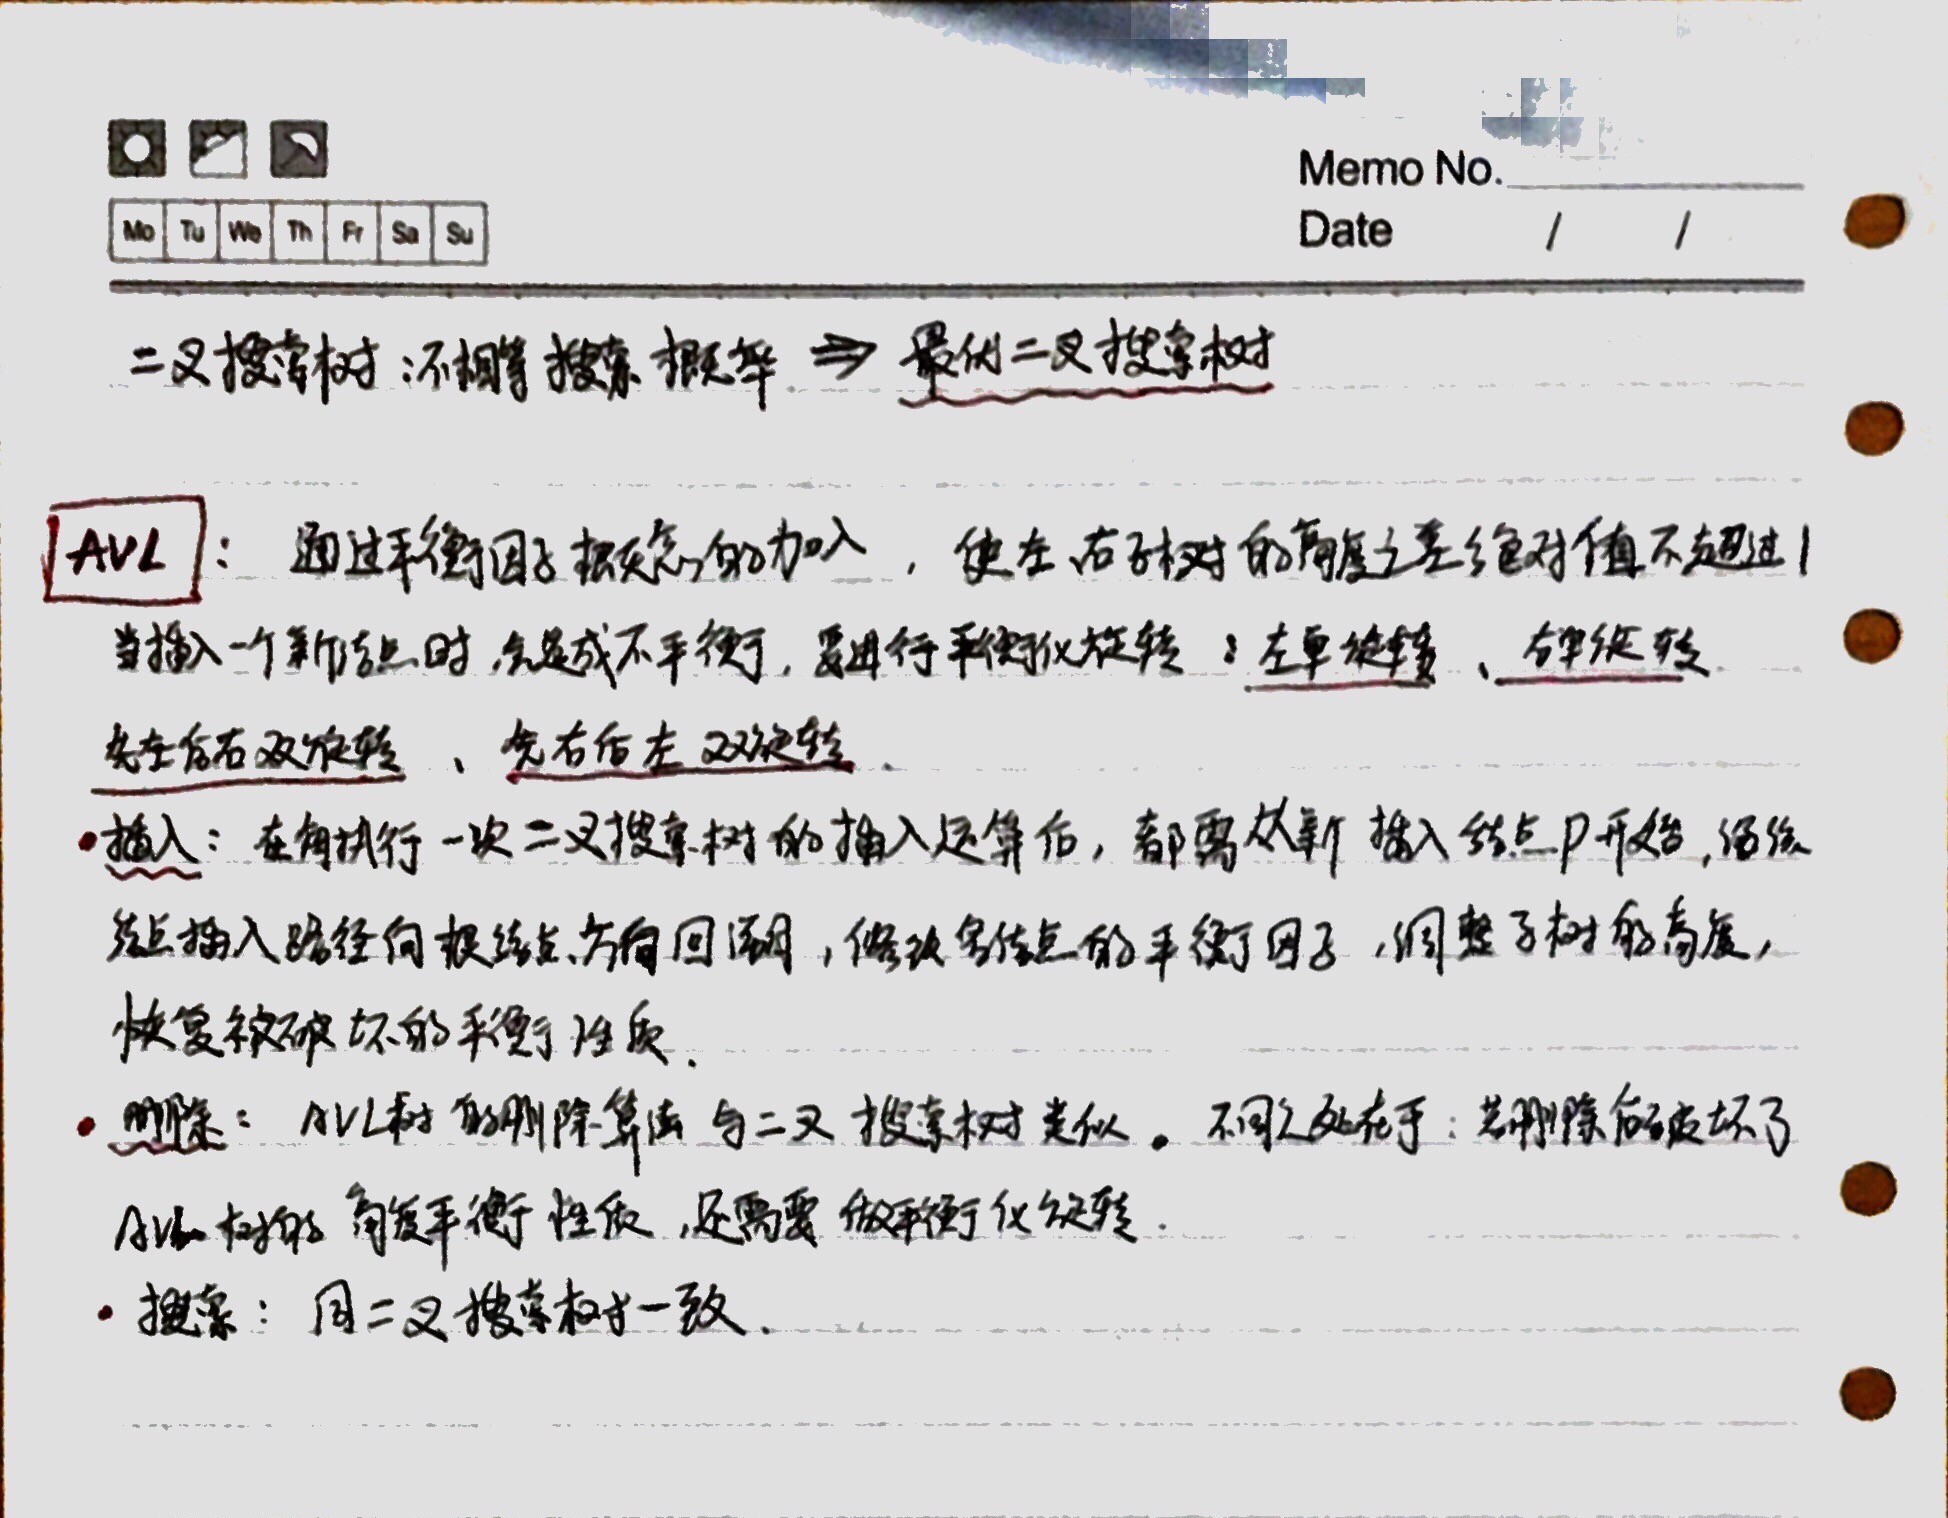 Memo No.
Mo Tu We Th Fr Sa Su
Date / /
二叉搜索树：不相等搜索概率 ⇒ 最优二叉搜索树
AVL： 通过平衡因子概念的加入，使左右子树的高度之差绝对值不超过1
当插入一个新结点时，会造成不平衡，要进行平衡化旋转：左单旋转、右单旋转
先左后右双旋转、先右后左双旋转.
•插入：在每执行一次二叉搜索树的插入运算后，都需从新插入结点P开始，沿该
结点插入路径向根结点方向回溯，修改各结点的平衡因子，调整子树的高度，
恢复被破坏的平衡性质.
•删除：AVL树的删除算法与二叉搜索树类似。不同之处在于：若删除后破坏了
AVL树的高度平衡性质，还需要做平衡化旋转.
•搜索：同二叉搜索树一致.